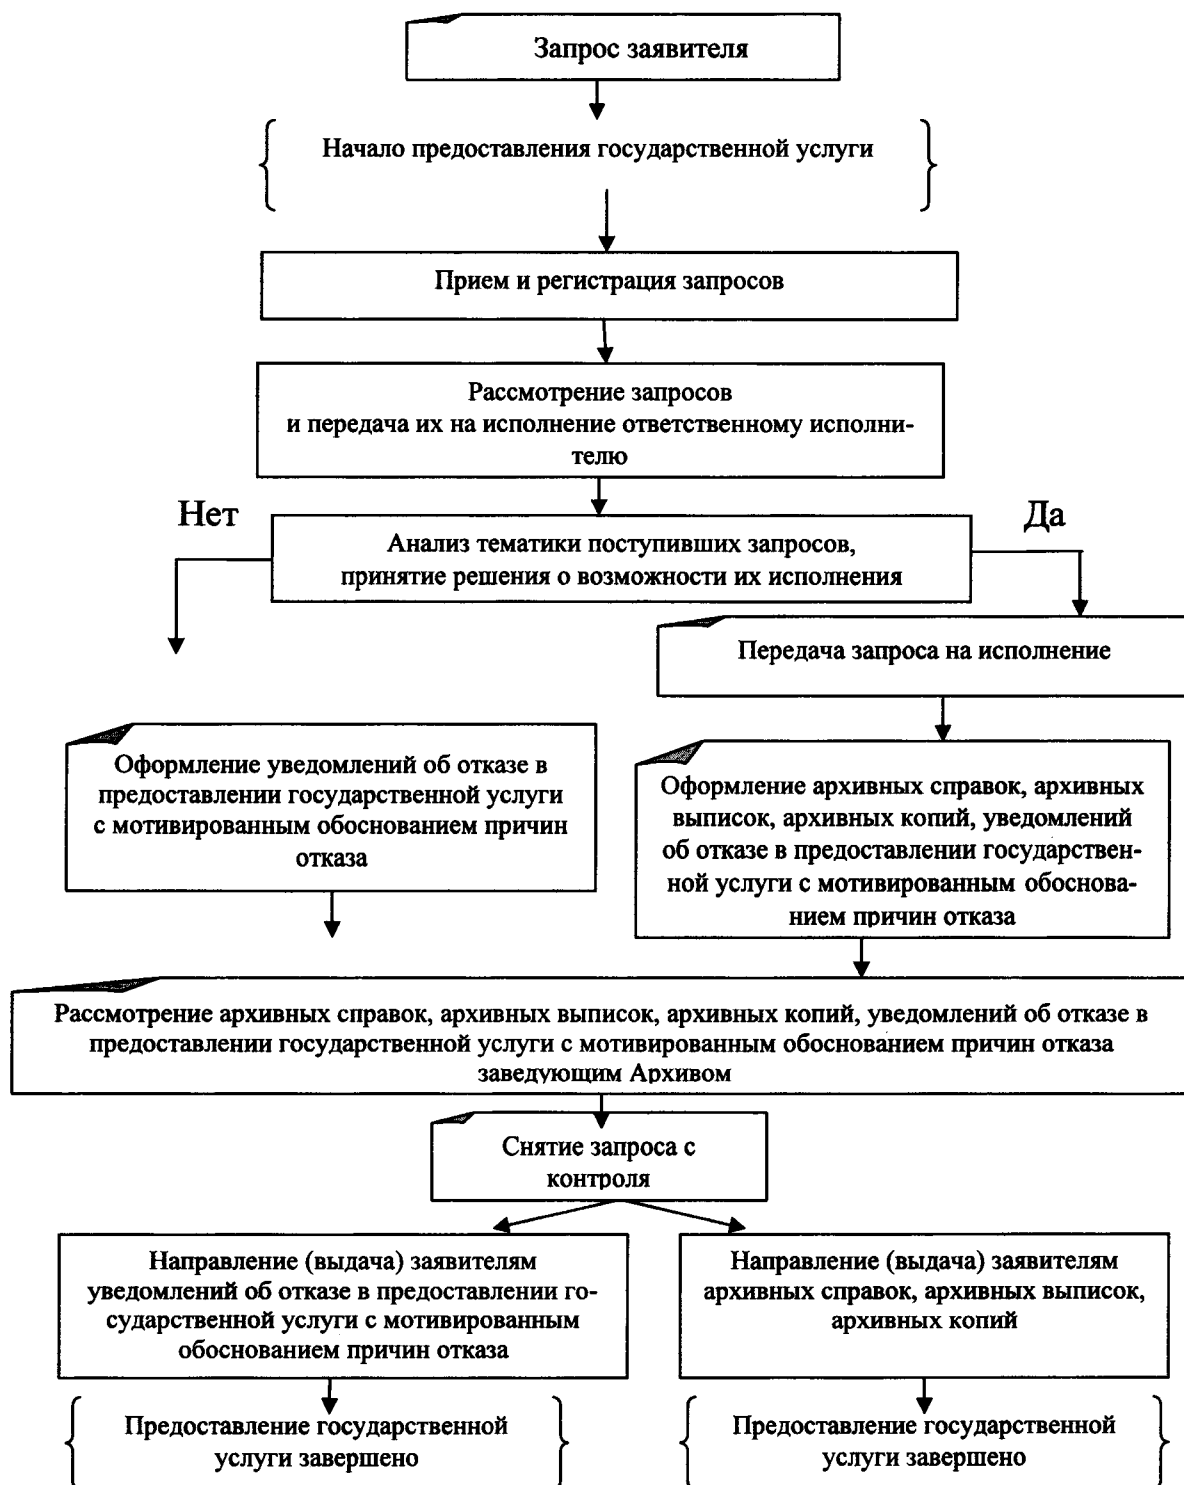 Запрос заявителя
Начало предоставления государственной услуги
Прием и регистрация запросов
Рассмотрение запросов
и передача их на исполнение ответственному исполни-
телю
Нет
Да
Анализ тематики поступивших запросов,
принятие решения о возможности их исполнения
Передача запроса на исполнение
Оформление уведомлений об отказе в
предоставлении государственной услуги
с мотивированным обоснованием причин
отказа
Оформление архивных справок, архивных
выписок, архивных копий, уведомлений
об отказе в предоставлении государствен-
ной услуги с мотивированным обоснова-
нием причин отказа
Рассмотрение архивных справок, архивных выписок, архивных копий, уведомлений об отказе в
предоставлении государственной услуги с мотивированным обоснованием причин отказа
заведующим Архивом
Снятие запроса с
контроля
Направление (выдача) заявителям
уведомлений об отказе в предоставлении го-
сударственной услуги с мотивированным
обоснованием причин отказа
Направление (выдача) заявителям
архивных справок, архивных выписок,
архивных копий
Предоставление государственной
услуги завершено
Предоставление государственной
услуги завершено